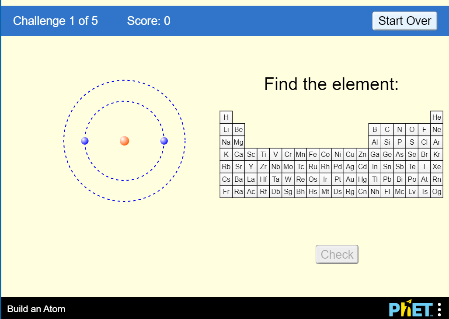 Challenge 1 of 5 Score: 0 Start Over
Find the element:
H He
Li Be B C N O F Ne
Na Mg Al Si P S Cl Ar
K Ca Sc Ti V Cr Mn Fe Co Ni Cu Zn Ga Ge As Se Br Kr
Rb Sr Y Zr Nb Mo Tc Ru Rh Pd Ag Cd In Sn Sb Te I Xe
Cs Ba La Hf Ta W Re Os Ir Pt Au Hg Tl Pb Bi Po At Rn
Fr Ra Ac Rf Db Sg Bh Hs Mt Ds Rg Cn Nh Fl Mc Lv Ts Og
Check
Build an Atom PhET